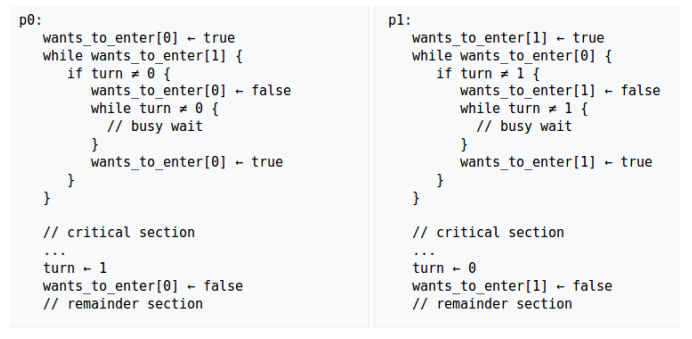 p0:
   wants_to_enter[0] ← true
   while wants_to_enter[1] {
      if turn ≠ 0 {
         wants_to_enter[0] ← false
         while turn ≠ 0 {
           // busy wait
         }
         wants_to_enter[0] ← true
      }
   }

   // critical section
   ...
   turn ← 1
   wants_to_enter[0] ← false
   // remainder section
p1:
   wants_to_enter[1] ← true
   while wants_to_enter[0] {
      if turn ≠ 1 {
         wants_to_enter[1] ← false
         while turn ≠ 1 {
           // busy wait
         }
         wants_to_enter[1] ← true
      }
   }

   // critical section
   ...
   turn ← 0
   wants_to_enter[1] ← false
   // remainder section